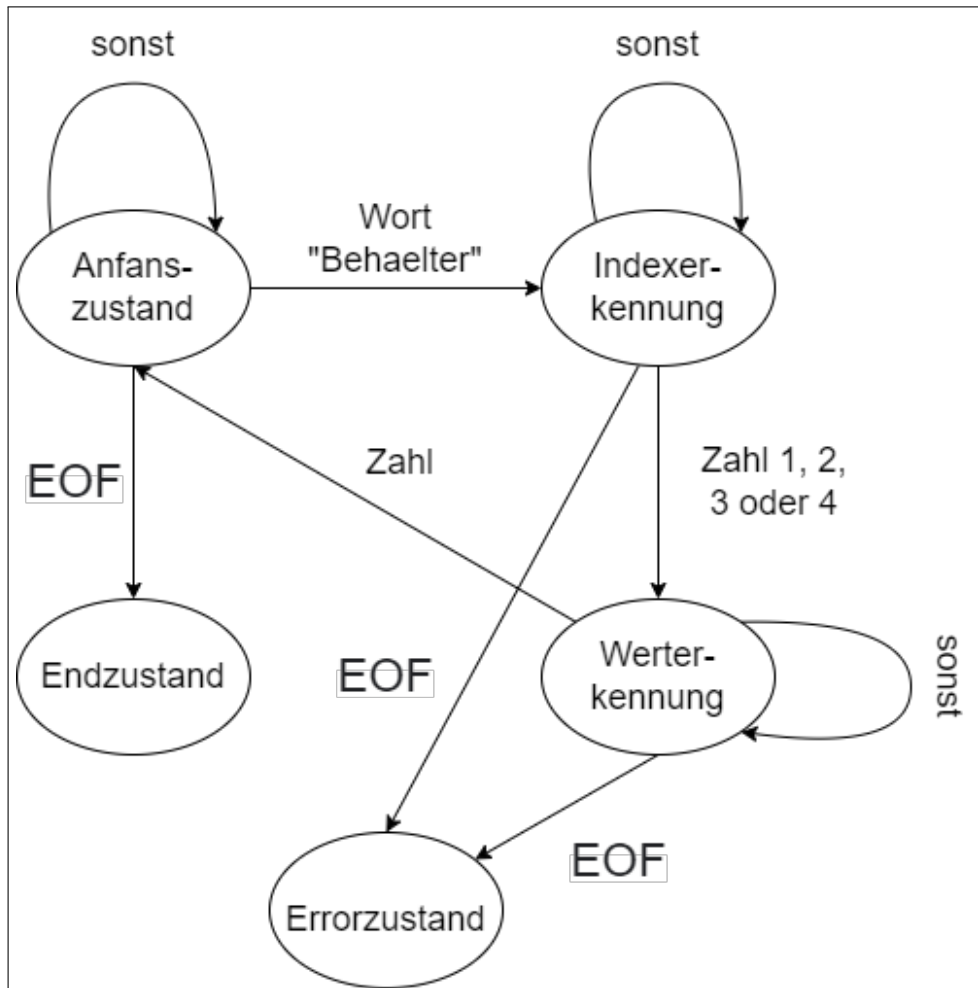 sonst
sonst
Wort
"Behaelter"
Anfans-
zustand
Indexer-
kennung
Zahl
Zahl 1, 2,
3 oder 4
EOF
Endzustand
EOF
Werter-
kennung
sonst
EOF
Errorzustand